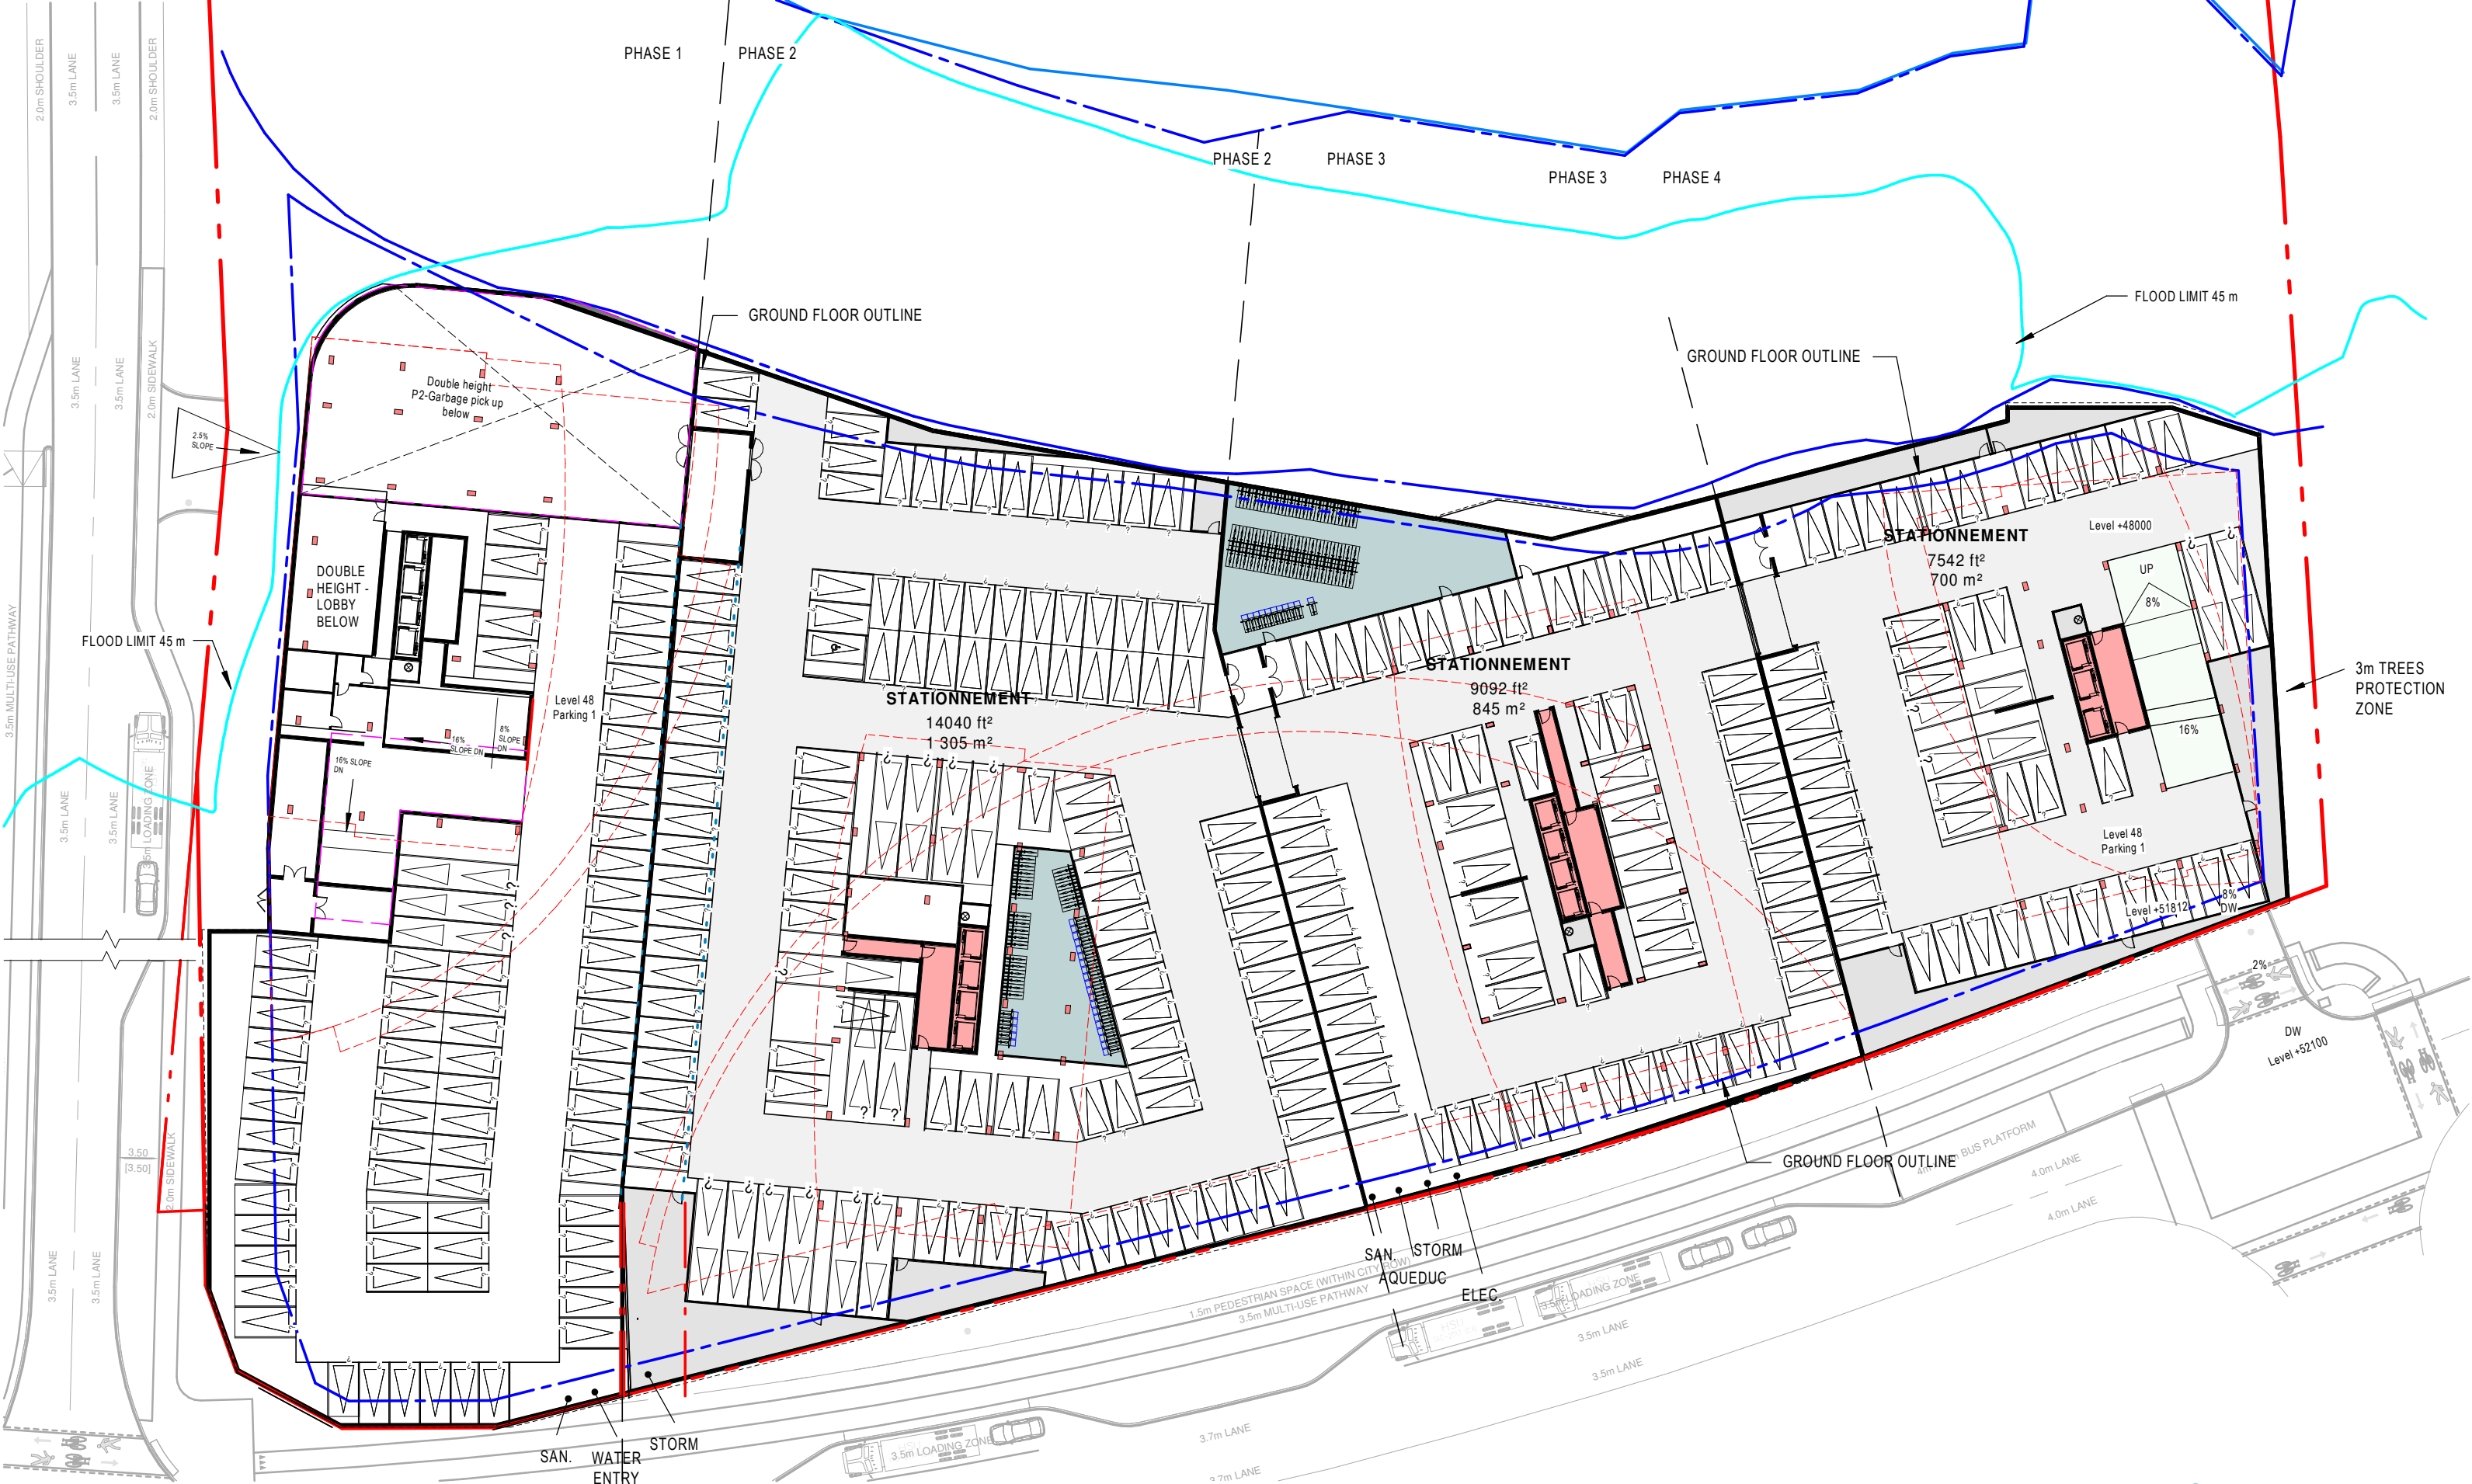 PHASE 1
PHASE 2
PHASE 2
PHASE 3
PHASE 3
PHASE 4
2.0m SHOULDER
3.5m LANE
3.5m LANE
2.0m SHOULDER
GROUND FLOOR OUTLINE
FLOOD LIMIT 45 m
GROUND FLOOR OUTLINE
3.5m LANE
3.5m LANE
2.0m SIDEWALK
Double height
P2-Garbage pick up
below
2.5%
SLOPE
STATIONNEMENT
7542 ft²
700 m²
Level +48000
UP
8%
16%
DOUBLE
HEIGHT -
LOBBY
BELOW
FLOOD LIMIT 45 m
3.5m MULTI-USE PATHWAY
Level 48
Parking 1
STATIONNEMENT
14040 ft²
1 305 m²
STATIONNEMENT
9092 ft²
845 m²
3m TREES
PROTECTION
ZONE
16%
SLOPE DN
8%
SLOPE
DN
16% SLOPE
DN
3.5m LANE
3.5m LANE
3.5m LOADING ZONE
Level 48
Parking 1
Level +51812
8%
DW
2%
DW
Level +52100
3.50
[3.50]
2.0m SIDEWALK
3.5m LANE
3.5m LANE
GROUND FLOOR OUTLINE
BUS PLATFORM
4.0m LANE
4.0m LANE
SAN.
STORM
AQUEDUC
ELEC.
1.5m PEDESTRIAN SPACE (WITHIN CITY ROW)
3.5m MULTI-USE PATHWAY
3.5m LOADING ZONE
3.5m LANE
3.5m LANE
3.7m LANE
3.7m LANE
3.5m LOADING ZONE
SAN.
WATER
ENTRY
STORM